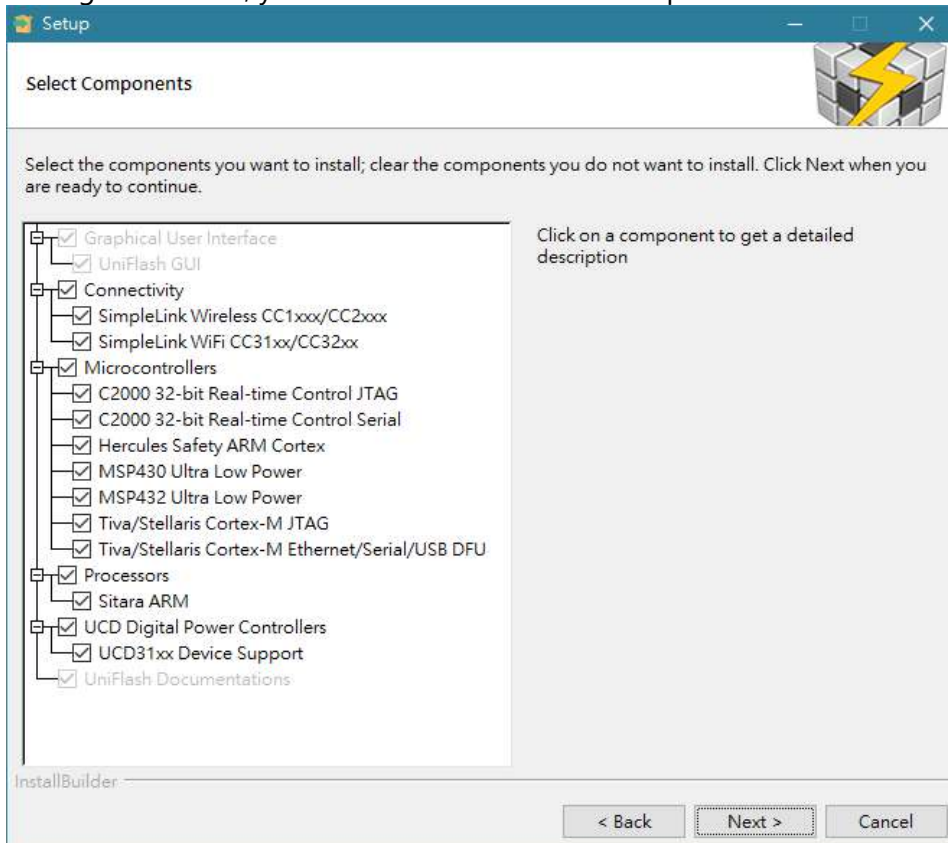 Setup
Select Components
Select the components you want to install; clear the components you do not want to install. Click Next when you
are ready to continue.
Graphical User Interface
UniFlash GUI
Connectivity
SimpleLink Wireless CC1xxx/CC2xxx
SimpleLink WiFi CC31xx/CC32xx
Microcontrollers
C2000 32-bit Real-time Control JTAG
C2000 32-bit Real-time Control Serial
Hercules Safety ARM Cortex
MSP430 Ultra Low Power
MSP432 Ultra Low Power
Tiva/Stellaris Cortex-M JTAG
Tiva/Stellaris Cortex-M Ethernet/Serial/USB DFU
Processors
Sitara ARM
UCD Digital Power Controllers
UCD31xx Device Support
UniFlash Documentations
Click on a component to get a detailed
description
InstallBuilder
< Back
Next >
Cancel